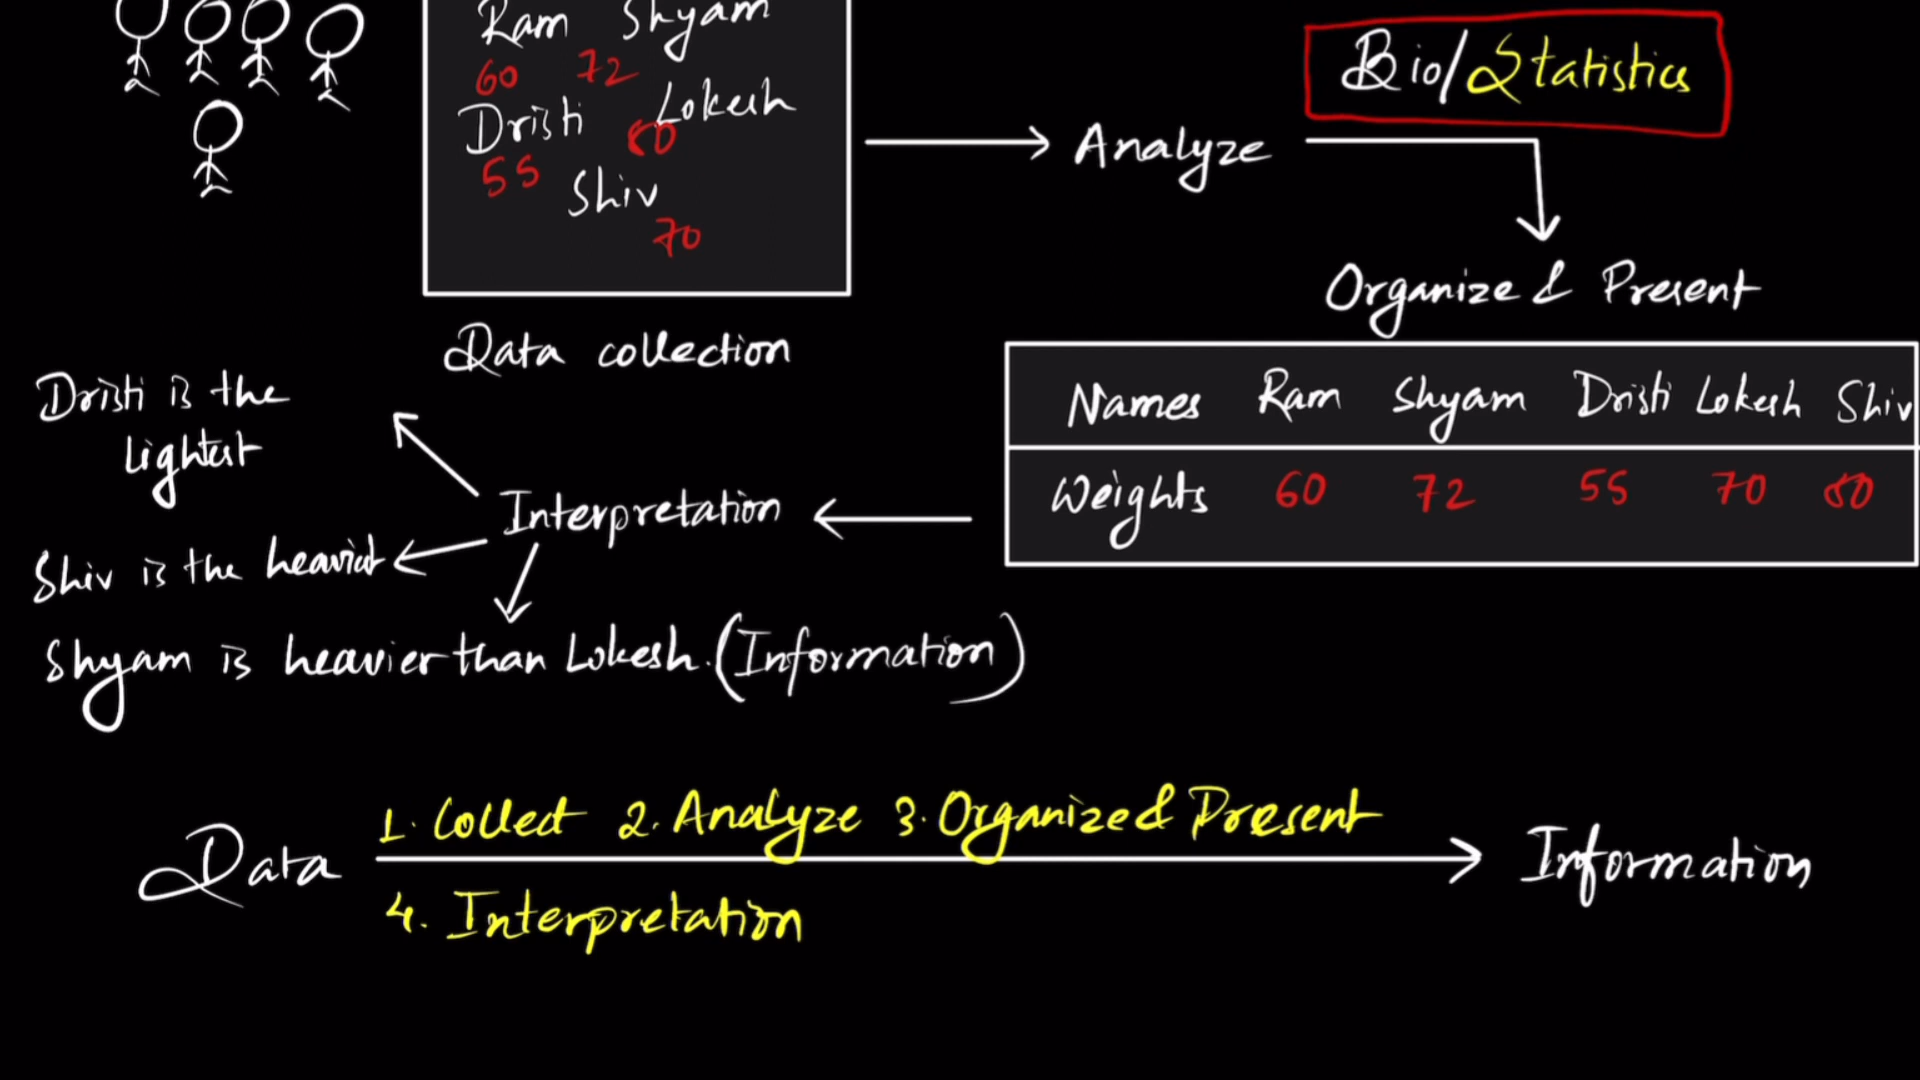 Ram Shyam
60 72
Dristi Lokesh
80
55 Shiv
70
Data collection
Analyze
Bio/Statistics
Organize & Present
Names Ram Shyam Dristi Lokesh Shiv
Weights 60 72 55 70 80
Interpretation
Dristi is the
Lightest
Shiv is the heaviest
Shyam is heavier than Lokesh. (Information)
Data
1. Collect 2. Analyze 3. Organize & Present
4. Interpretation
Information